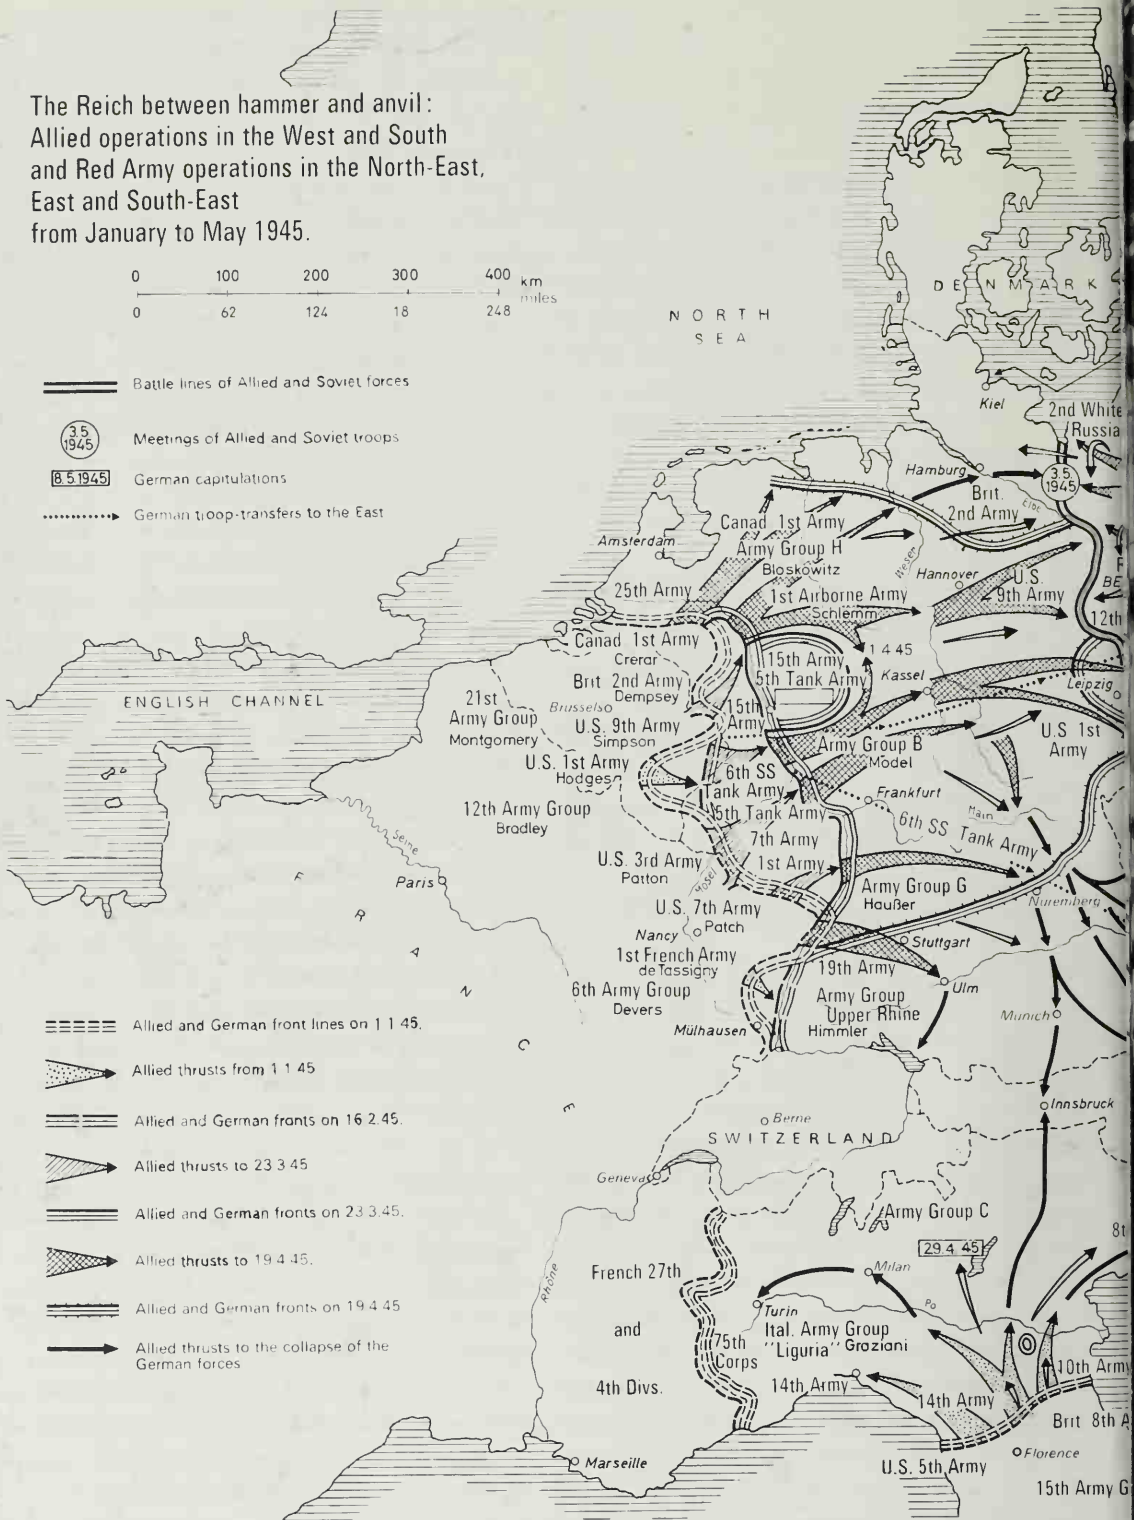 The Reich between hammer and anvil:
Allied operations in the West and South
and Red Army operations in the North-East,
East and South-East
from January to May 1945.
0 100 200 300 400 km
miles
0 62 124 18 248
Battle lines of Allied and Soviet forces
3.5.
1945
Meetings of Allied and Soviet troops
8.5.1945
German capitulations
German troop-transfers to the East
NORTH
SEA
DENMARK
Kiel
2nd White
Russia
Hamburg
3.5.
1945
Brit.
2nd Army
Elbe
Canad 1st Army
Amsterdam
Army Group H
Bloskowitz
Weser
Hannover
U.S.
9th Army
BE
25th Army
1st Airborne Army
Schlemm
12th
Canad 1st Army
Crerar
15th Army
5th Tank Army
1 4 45
Brit 2nd Army
Dempsey
Kassel
Leipzig
ENGLISH CHANNEL
21st
Army Group
Montgomery
Brussels
15th
Army
U.S. 9th Army
Simpson
U.S 1st
Army
Army Group B
Model
U.S. 1st Army
Hodges
6th SS
Tank Army
12th Army Group
Bradley
5th Tank Army
Frankfurt
Main
6th SS Tank Army
Seine
7th Army
U.S. 3rd Army
Patton
1st Army
Mosel
Paris
Army Group G
Haußer
Nuremberg
U.S. 7th Army
Patch
Nancy
Stuttgart
1st French Army
de Tassigny
19th Army
6th Army Group
Devers
Ulm
Army Group
Upper Rhine
Himmler
Munich
Mülhausen
FRANCE
Allied and German front lines on 1 1 45.
Allied thrusts from 1 1 45
Allied and German fronts on 16 2.45.
Allied thrusts to 23 3 45
Allied and German fronts on 23 3.45.
Allied thrusts to 19 4 45.
Allied and German fronts on 19 4 45
Allied thrusts to the collapse of the
German forces
Innsbruck
Berne
SWITZERLAND
Geneva
Army Group C
29.4 45
8t
French 27th
and
4th Divs.
Rhône
Milan
Turin
Po
Ital. Army Group
"Liguria" Graziani
75th
Corps
10th Army
14th Army
14th Army
Brit 8th A
Florence
Marseille
U.S. 5th Army
15th Army G